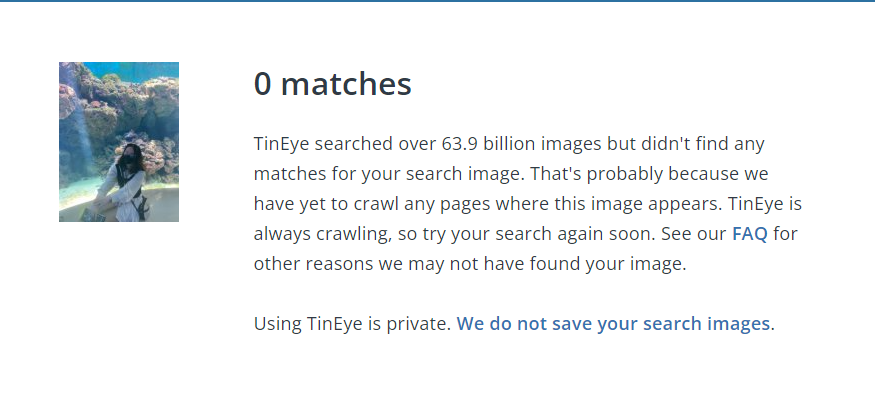 0 matches
TinEye searched over 63.9 billion images but didn't find any
matches for your search image. That's probably because we
have yet to crawl any pages where this image appears. TinEye is
always crawling, so try your search again soon. See our FAQ for
other reasons we may not have found your image.
Using TinEye is private. We do not save your search images.